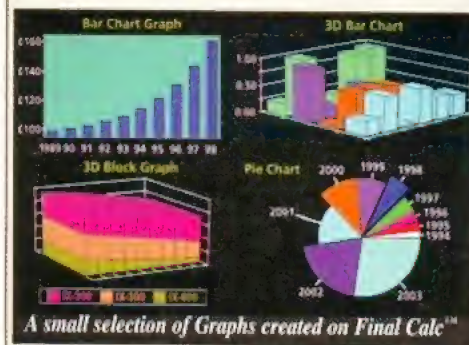 Bar Chart Graph
£160
£140
£120
£100
1989 90 91 92 93 94 95 96 97 98
3D Bar Chart
1.00
0.50
0.00
3D Block Graph
Pie Chart
2000
1999
1998
1997
1996
1995
1994
2001
2002
2003
A small selection of Graphs created on Final Calc™